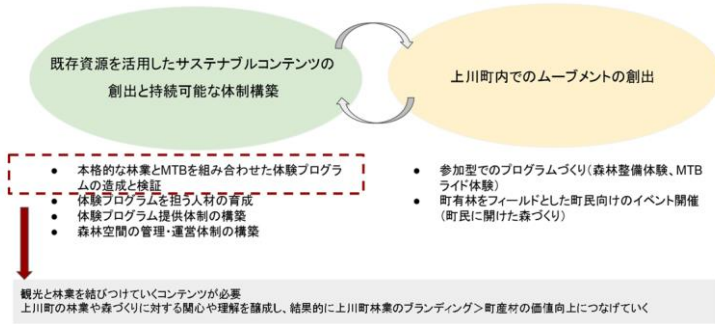 既存資源を活用したサステナブルコンテンツの
創出と持続可能な体制構築
上川町内でのムーブメントの創出
● 本格的な林業とMTBを組み合わせた体験プログラ
ムの造成と検証
● 体験プログラムを担う人材の育成
● 体験プログラム提供体制の構築
● 森林空間の管理・運営体制の構築
● 参加型でのプログラムづくり(森林整備体験、MTB
ライド体験)
● 町有林をフィールドとした町民向けのイベント開催
(町民に開けた森づくり)
観光と林業を結びつけていくコンテンツが必要
上川町の林業や森づくりに対する関心や理解を醸成し、結果的に上川町林業のブランディング＞町産材の価値向上につなげていく